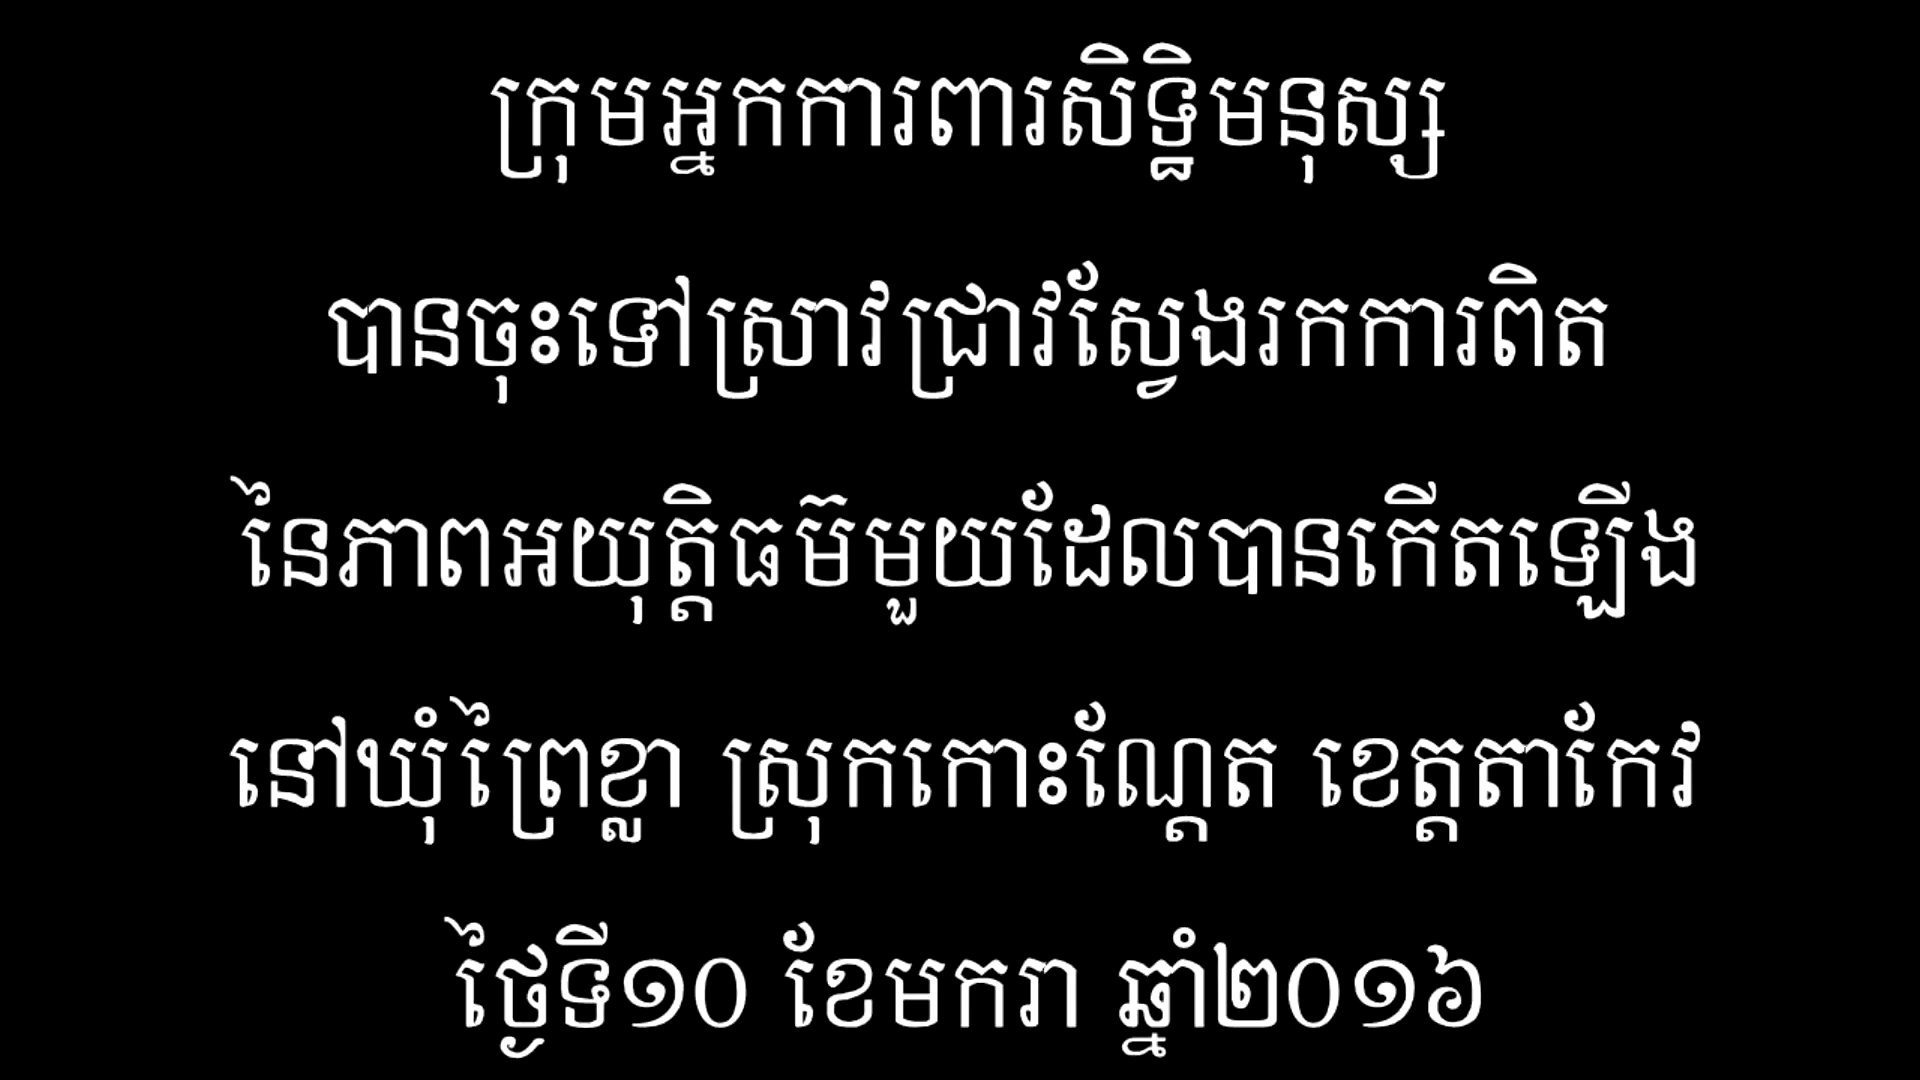 ក្រុមអ្នកការពារសិទ្ធិមនុស្ស
បានចុះទៅស្រាវជ្រាវស្វែងរកការពិត
នៃភាពអយុត្តិធម៌មួយដែលបានកើតឡើង
នៅឃុំព្រៃខ្លា ស្រុកកោះណ្តែត ខេត្តតាកែវ
ថ្ងៃទី១០ ខែមករា ឆ្នាំ២០១៦